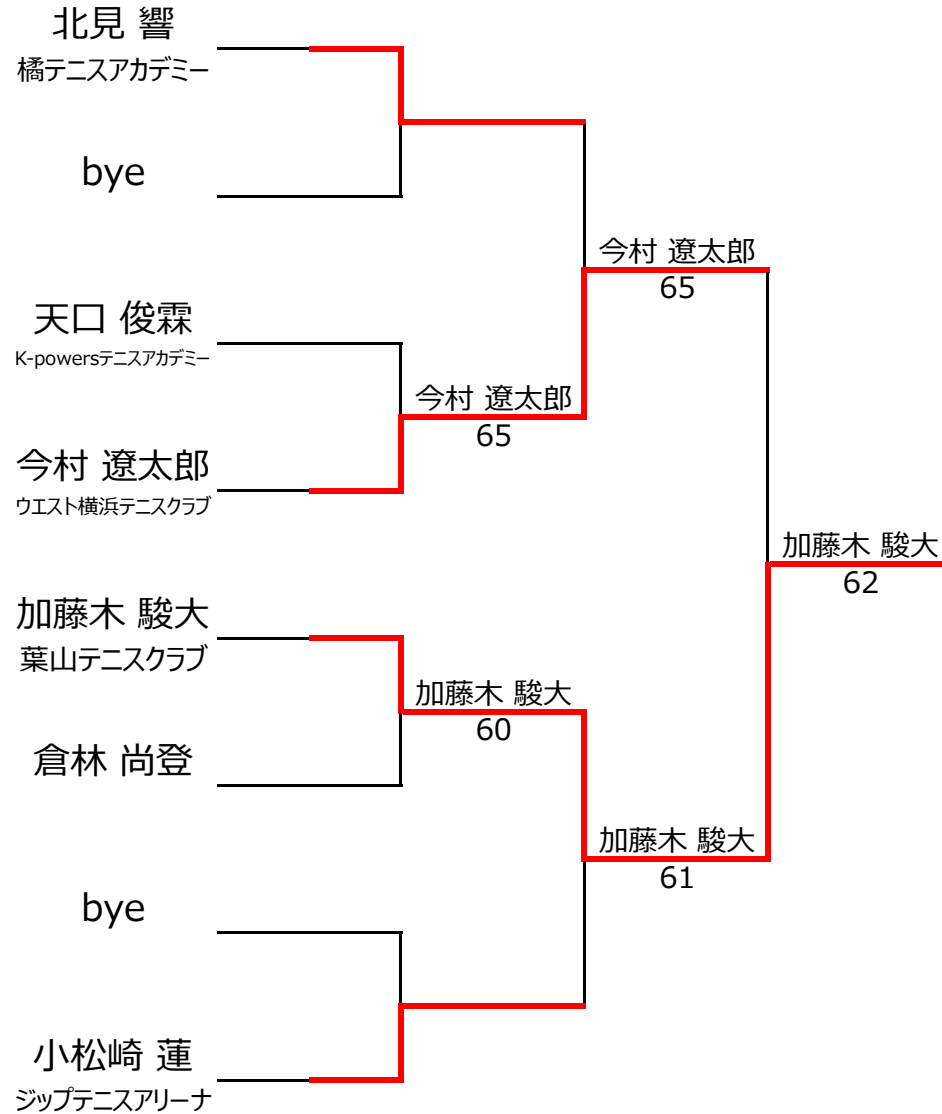 北見 響
橘テニスアカデミー
bye
天口 俊霖
K-powersテニスアカデミー
今村 遼太郎
ウエスト横浜テニスクラブ
加藤木 駿大
葉山テニスクラブ
倉林 尚登
bye
小松崎 蓮
ジップテニスアリーナ
今村 遼太郎
65
加藤木 駿大
60
今村 遼太郎
65
加藤木 駿大
61
加藤木 駿大
62